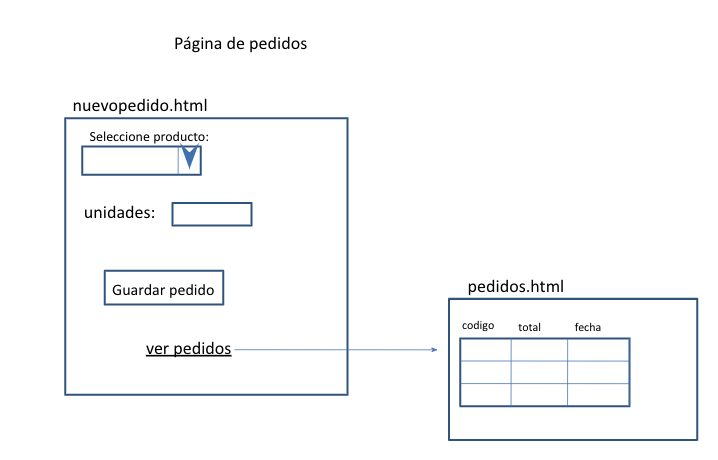 Página de pedidos
nuevopedido.html
Seleccione producto:
unidades:
Guardar pedido
ver pedidos
pedidos.html
codigo total fecha